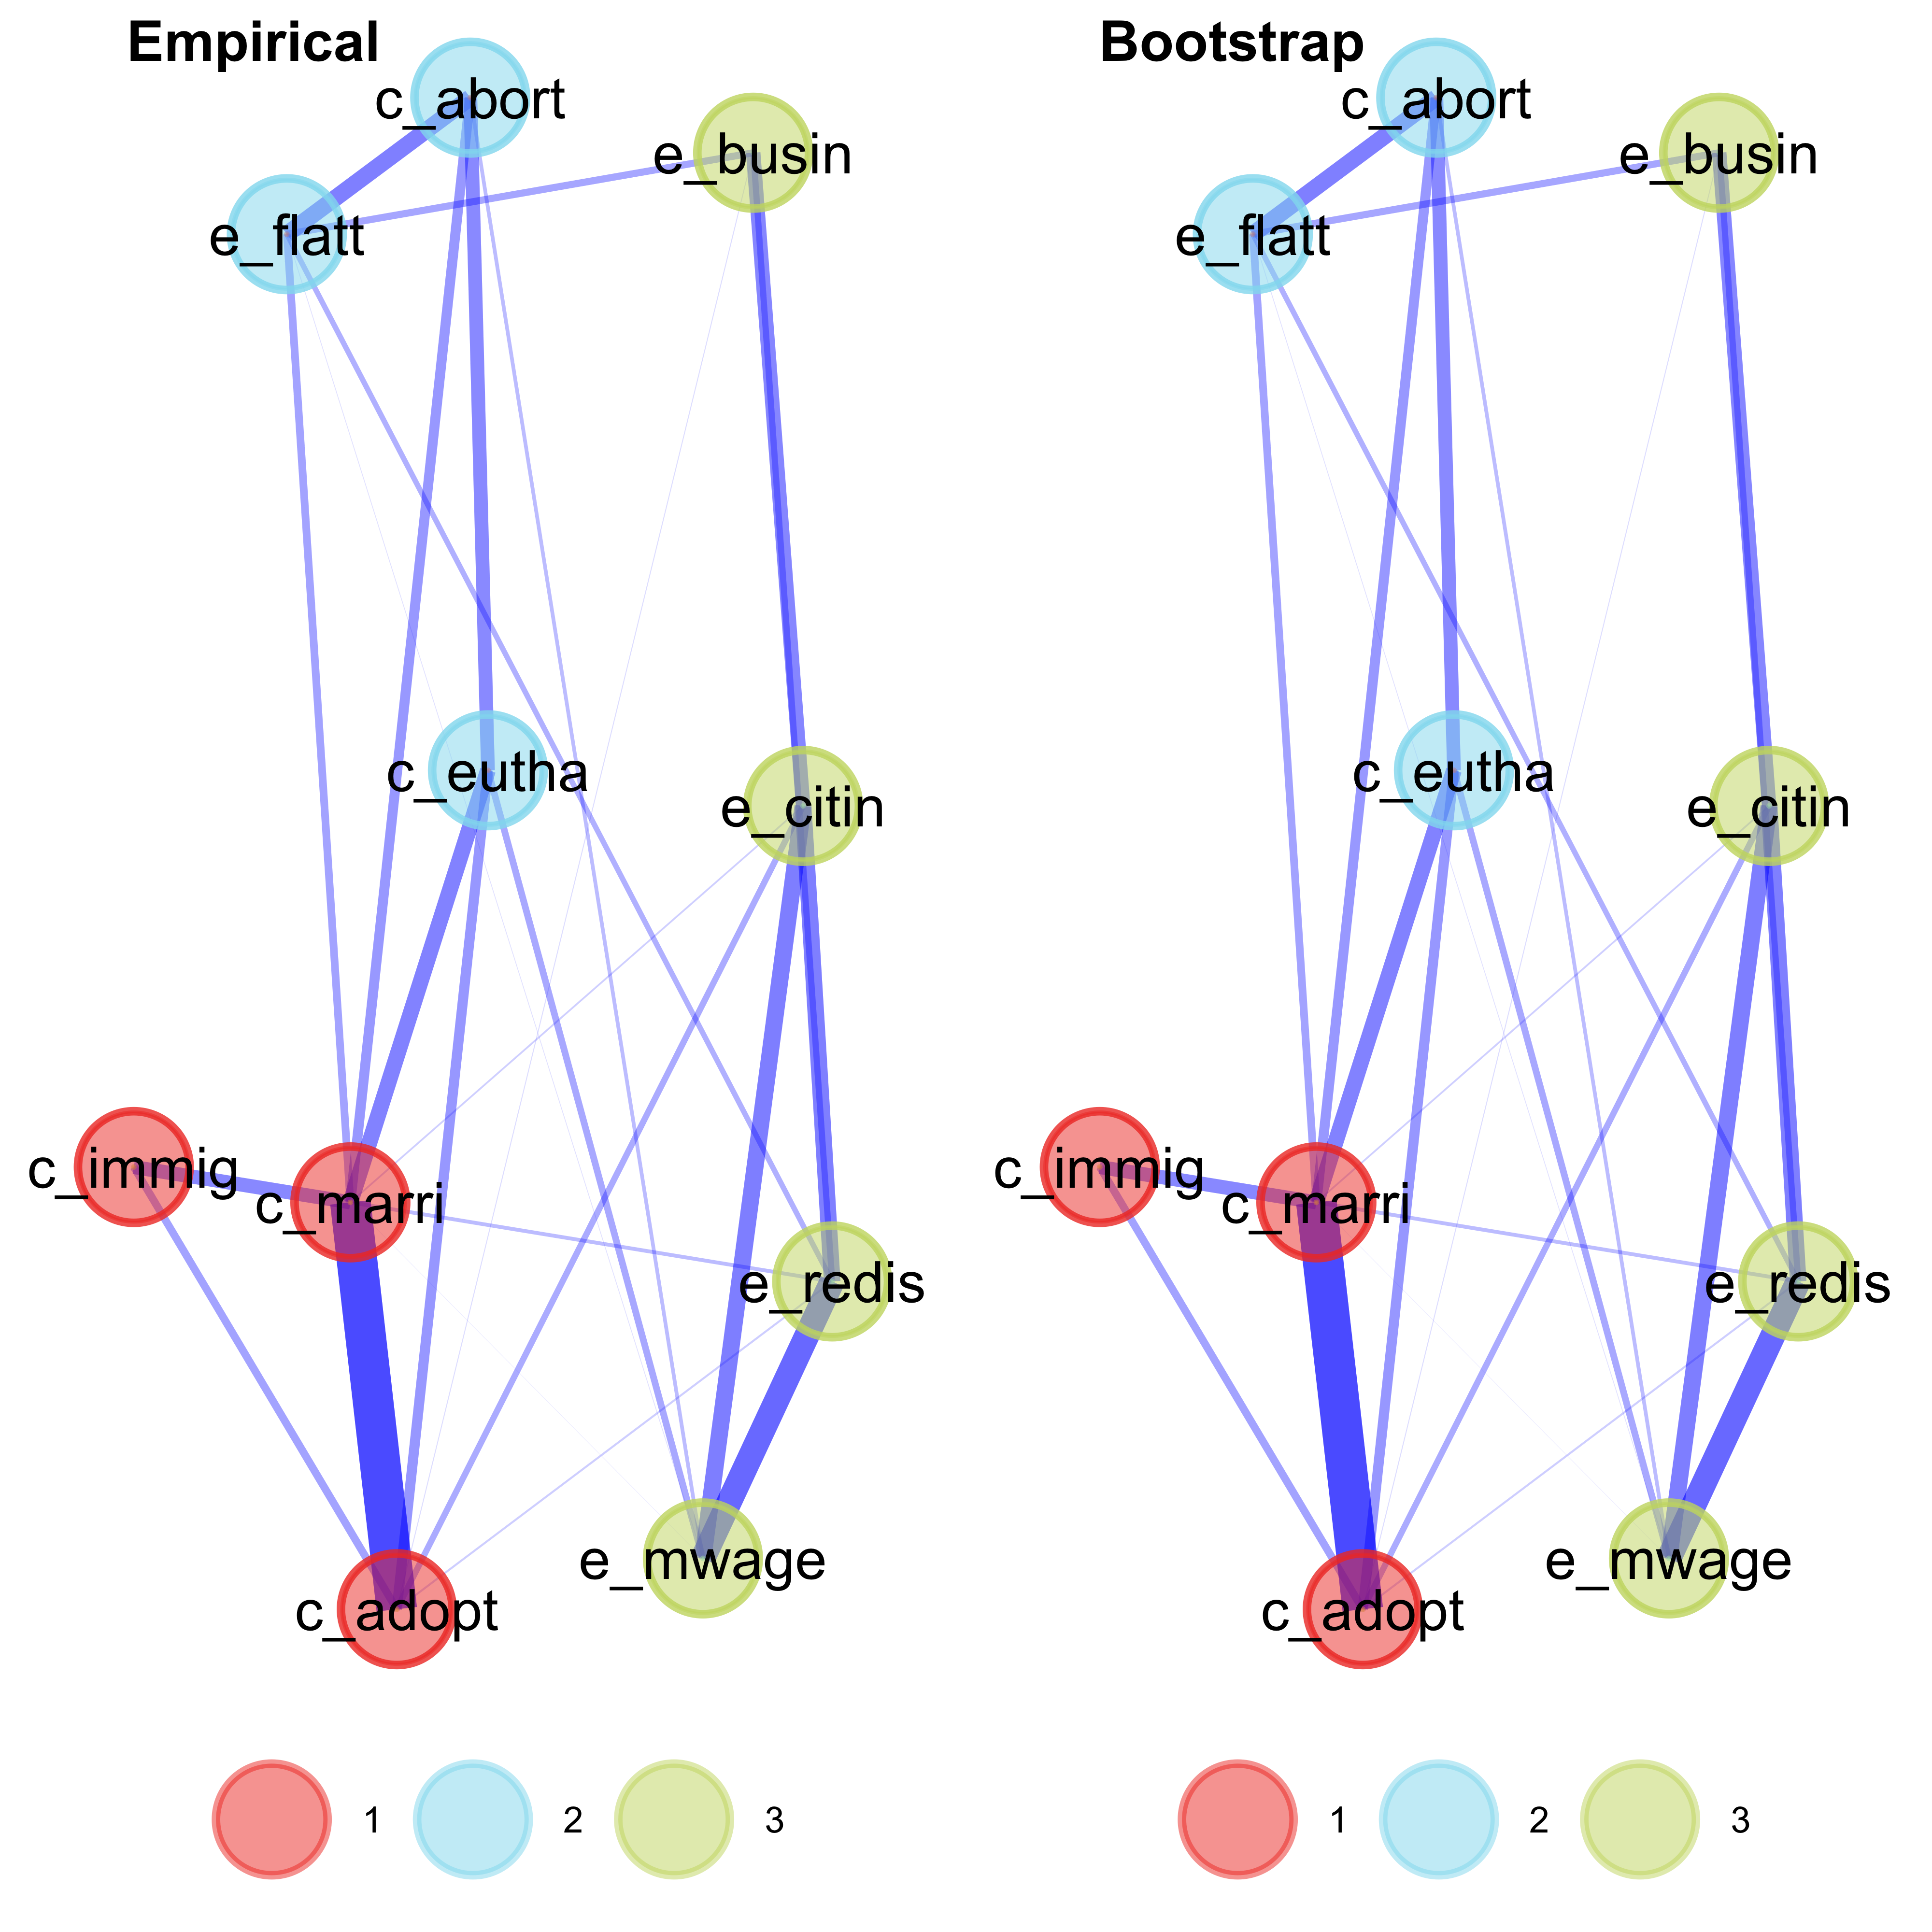 Empirical
c_abort
e_busin
e_flatt
c_eutha
e_citin
c_immig
c_marri
e_redis
e_mwage
c_adopt
1 2 3
Bootstrap
c_abort
e_busin
e_flatt
c_eutha
e_citin
c_immig
c_marri
e_redis
e_mwage
c_adopt
1 2 3